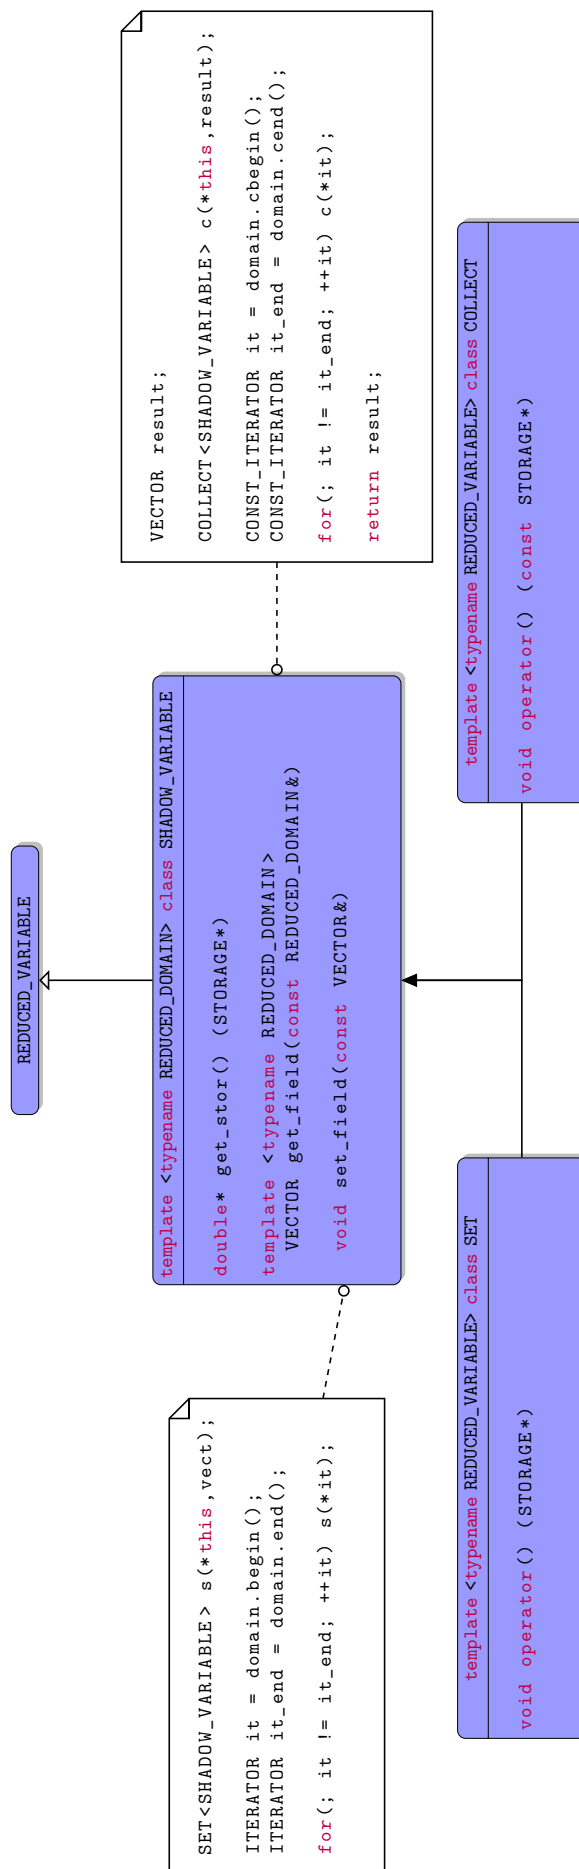 REDUCED_VARIABLE
template <typename REDUCED_DOMAIN> class SHADOW_VARIABLE
double* get_stor() (STORAGE*)
template <typename REDUCED_DOMAIN>
VECTOR get_field(const REDUCED_DOMAIN&)
void set_field(const VECTOR&)
SET<SHADOW_VARIABLE> s(*this,vect);
ITERATOR it = domain.begin();
ITERATOR it_end = domain.end();
for(; it != it_end; ++it) s(*it);
VECTOR result;
COLLECT<SHADOW_VARIABLE> c(*this,result);
CONST_ITERATOR it = domain.cbegin();
CONST_ITERATOR it_end = domain.cend();
for(; it != it_end; ++it) c(*it);
return result;
template <typename REDUCED_VARIABLE> class SET
void operator() (STORAGE*)
template <typename REDUCED_VARIABLE> class COLLECT
void operator() (const STORAGE*)